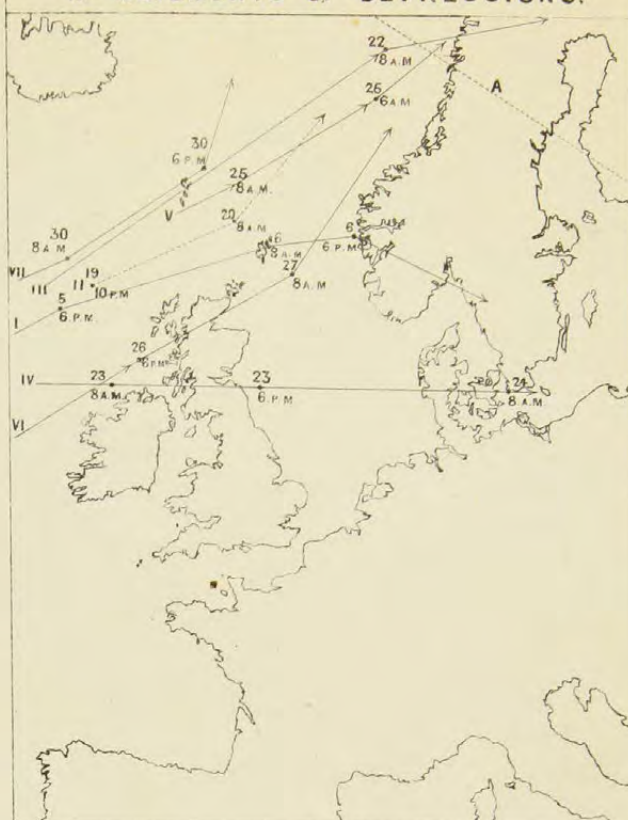 DEPRESSIONS.
22
8 A.M
26
6 A.M
A
30
6 P.M
25
8 A.M.
V
20
8 A.M
30
8 A.M
VII
III
19
II
10 P.M
5
6 P.M
I
6
8 A.M
6
6 P.M
27
8 A.M
26
6 P.M
IV
23
8 A.M
23
6 P.M
24
8 A.M
VI